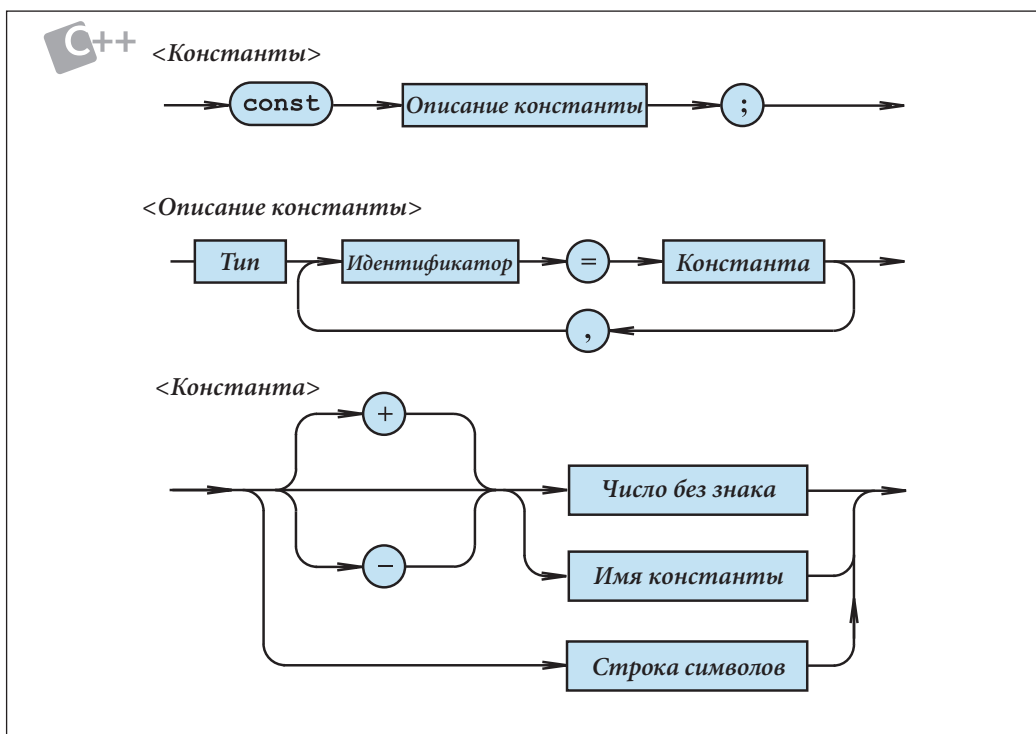 C++
<Константы>
const Описание константы ;
<Описание константы>
Тип Идентификатор = Константа
,
<Константа>
+
Число без знака
−
Имя константы
Строка символов